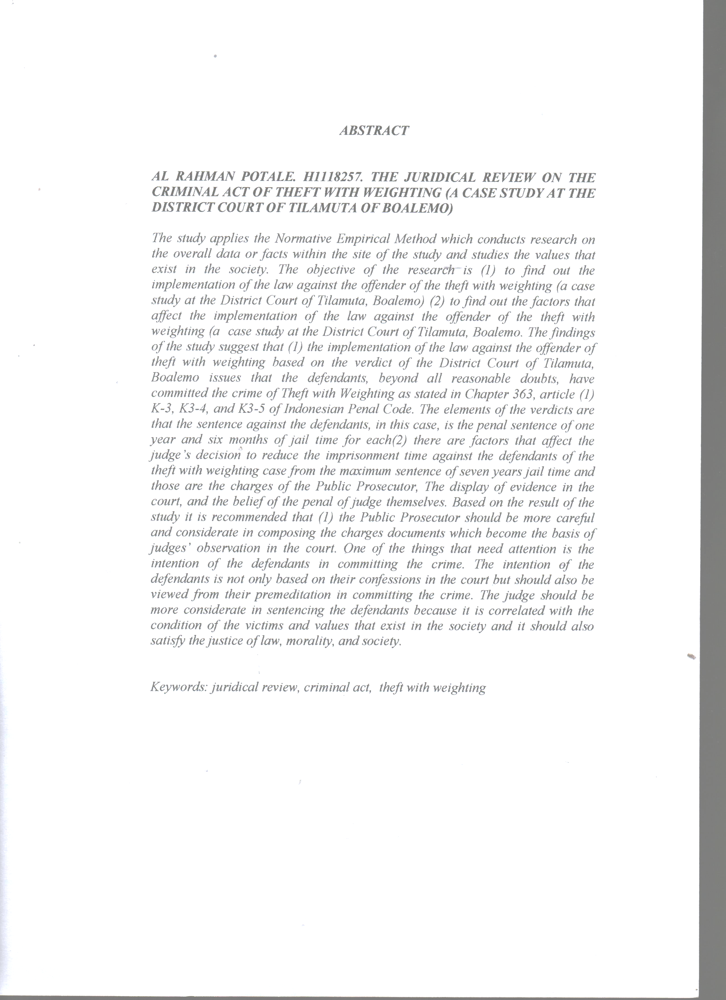 ABSTRACT
AL RAHMAN POTALE. H1118257. THE JURIDICAL REVIEW ON THE
CRIMINAL ACT OF THEFT WITH WEIGHTING (A CASE STUDY AT THE
DISTRICT COURT OF TILAMUTA OF BOALEMO)
The study applies the Normative Empirical Method which conducts research on
the overall data or facts within the site of the study and studies the values that
exist in the society. The objective of the research is (1) to find out the
implementation of the law against the offender of the theft with weighting (a case
study at the District Court of Tilamuta, Boalemo) (2) to find out the factors that
affect the implementation of the law against the offender of the theft with
weighting (a case study at the District Court of Tilamuta, Boalemo. The findings
of the study suggest that (1) the implementation of the law against the offender of
theft with weighting based on the verdict of the District Court of Tilamuta,
Boalemo issues that the defendants, beyond all reasonable doubts, have
committed the crime of Theft with Weighting as stated in Chapter 363, article (1)
K-3, K3-4, and K3-5 of Indonesian Penal Code. The elements of the verdicts are
that the sentence against the defendants, in this case, is the penal sentence of one
year and six months of jail time for each(2) there are factors that affect the
judge's decision to reduce the imprisonment time against the defendants of the
theft with weighting case from the maximum sentence of seven years jail time and
those are the charges of the Public Prosecutor, The display of evidence in the
court, and the belief of the penal of judge themselves. Based on the result of the
study it is recommended that (1) the Public Prosecutor should be more careful
and considerate in composing the charges documents which become the basis of
judges' observation in the court. One of the things that need attention is the
intention of the defendants in committing the crime. The intention of the
defendants is not only based on their confessions in the court but should also be
viewed from their premeditation in committing the crime. The judge should be
more considerate in sentencing the defendants because it is correlated with the
condition of the victims and values that exist in the society and it should also
satisfy the justice of law, morality, and society.
Keywords: juridical review, criminal act, theft with weighting